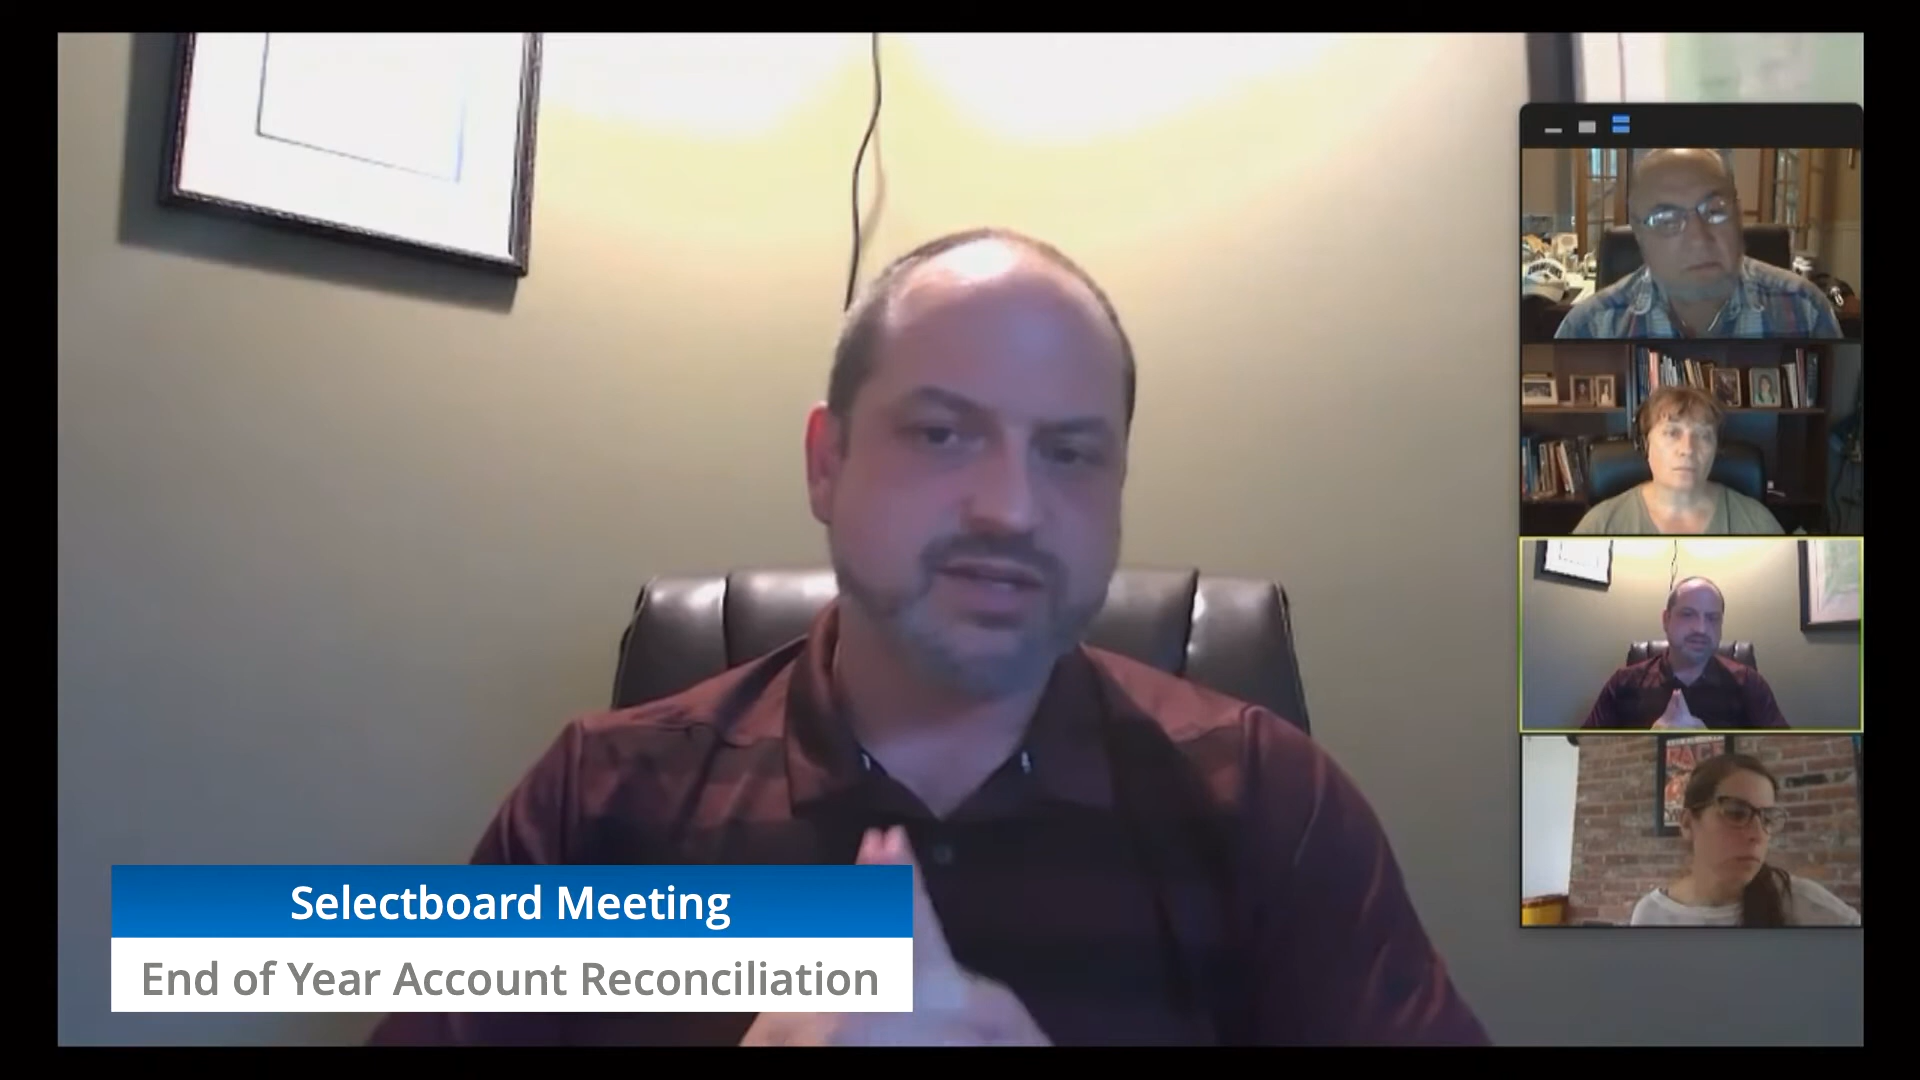 Selectboard Meeting
End of Year Account Reconciliation